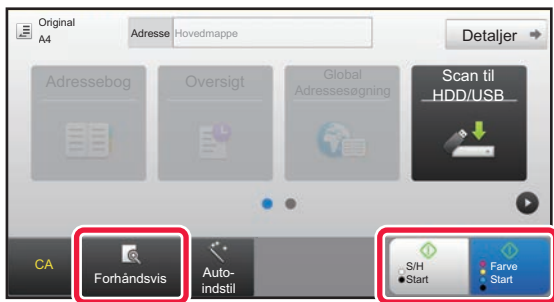 Original
A4
Adresse Hovedmappe
Detaljer
Adressebog
Oversigt
Global
Adressesøgning
Scan til
HDD/USB
CA
Forhåndsvis
Auto-
indstil
S/H
Start
Farve
Start